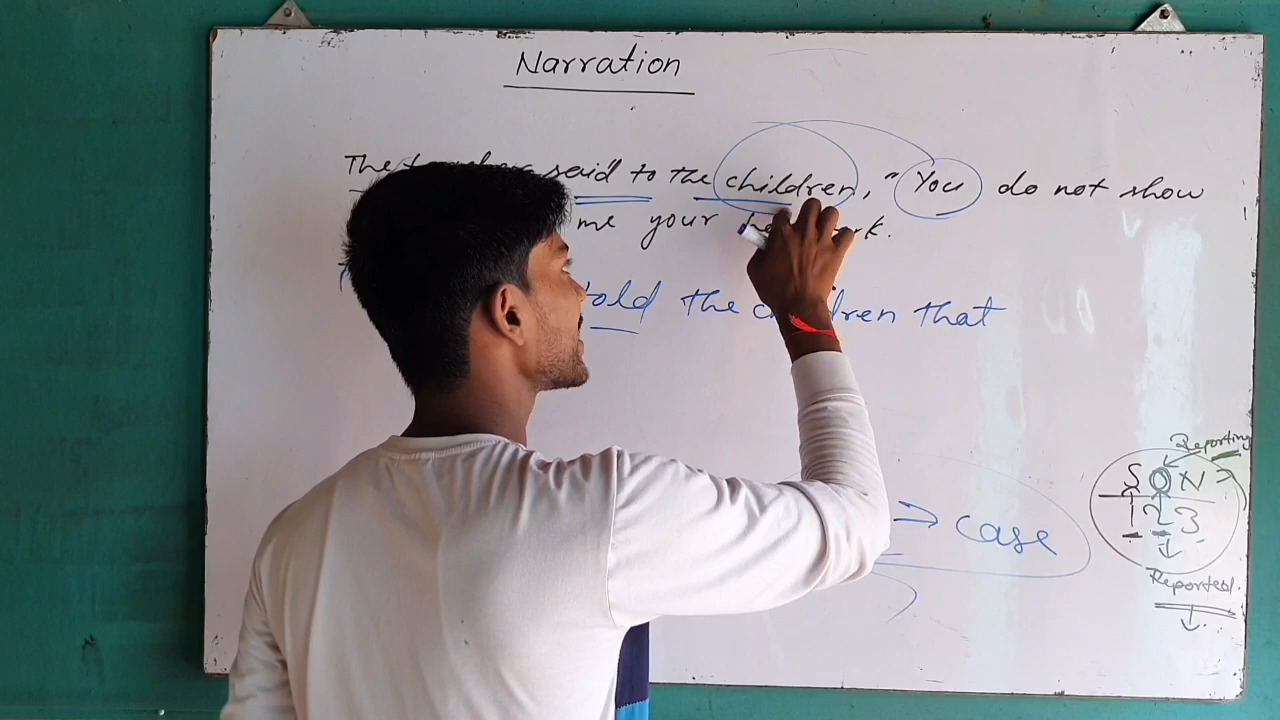 Narration
The said to the children, "You do not show
me your
told the children that
⇒ case
Reporting
S O N
1 2 3
Reported.